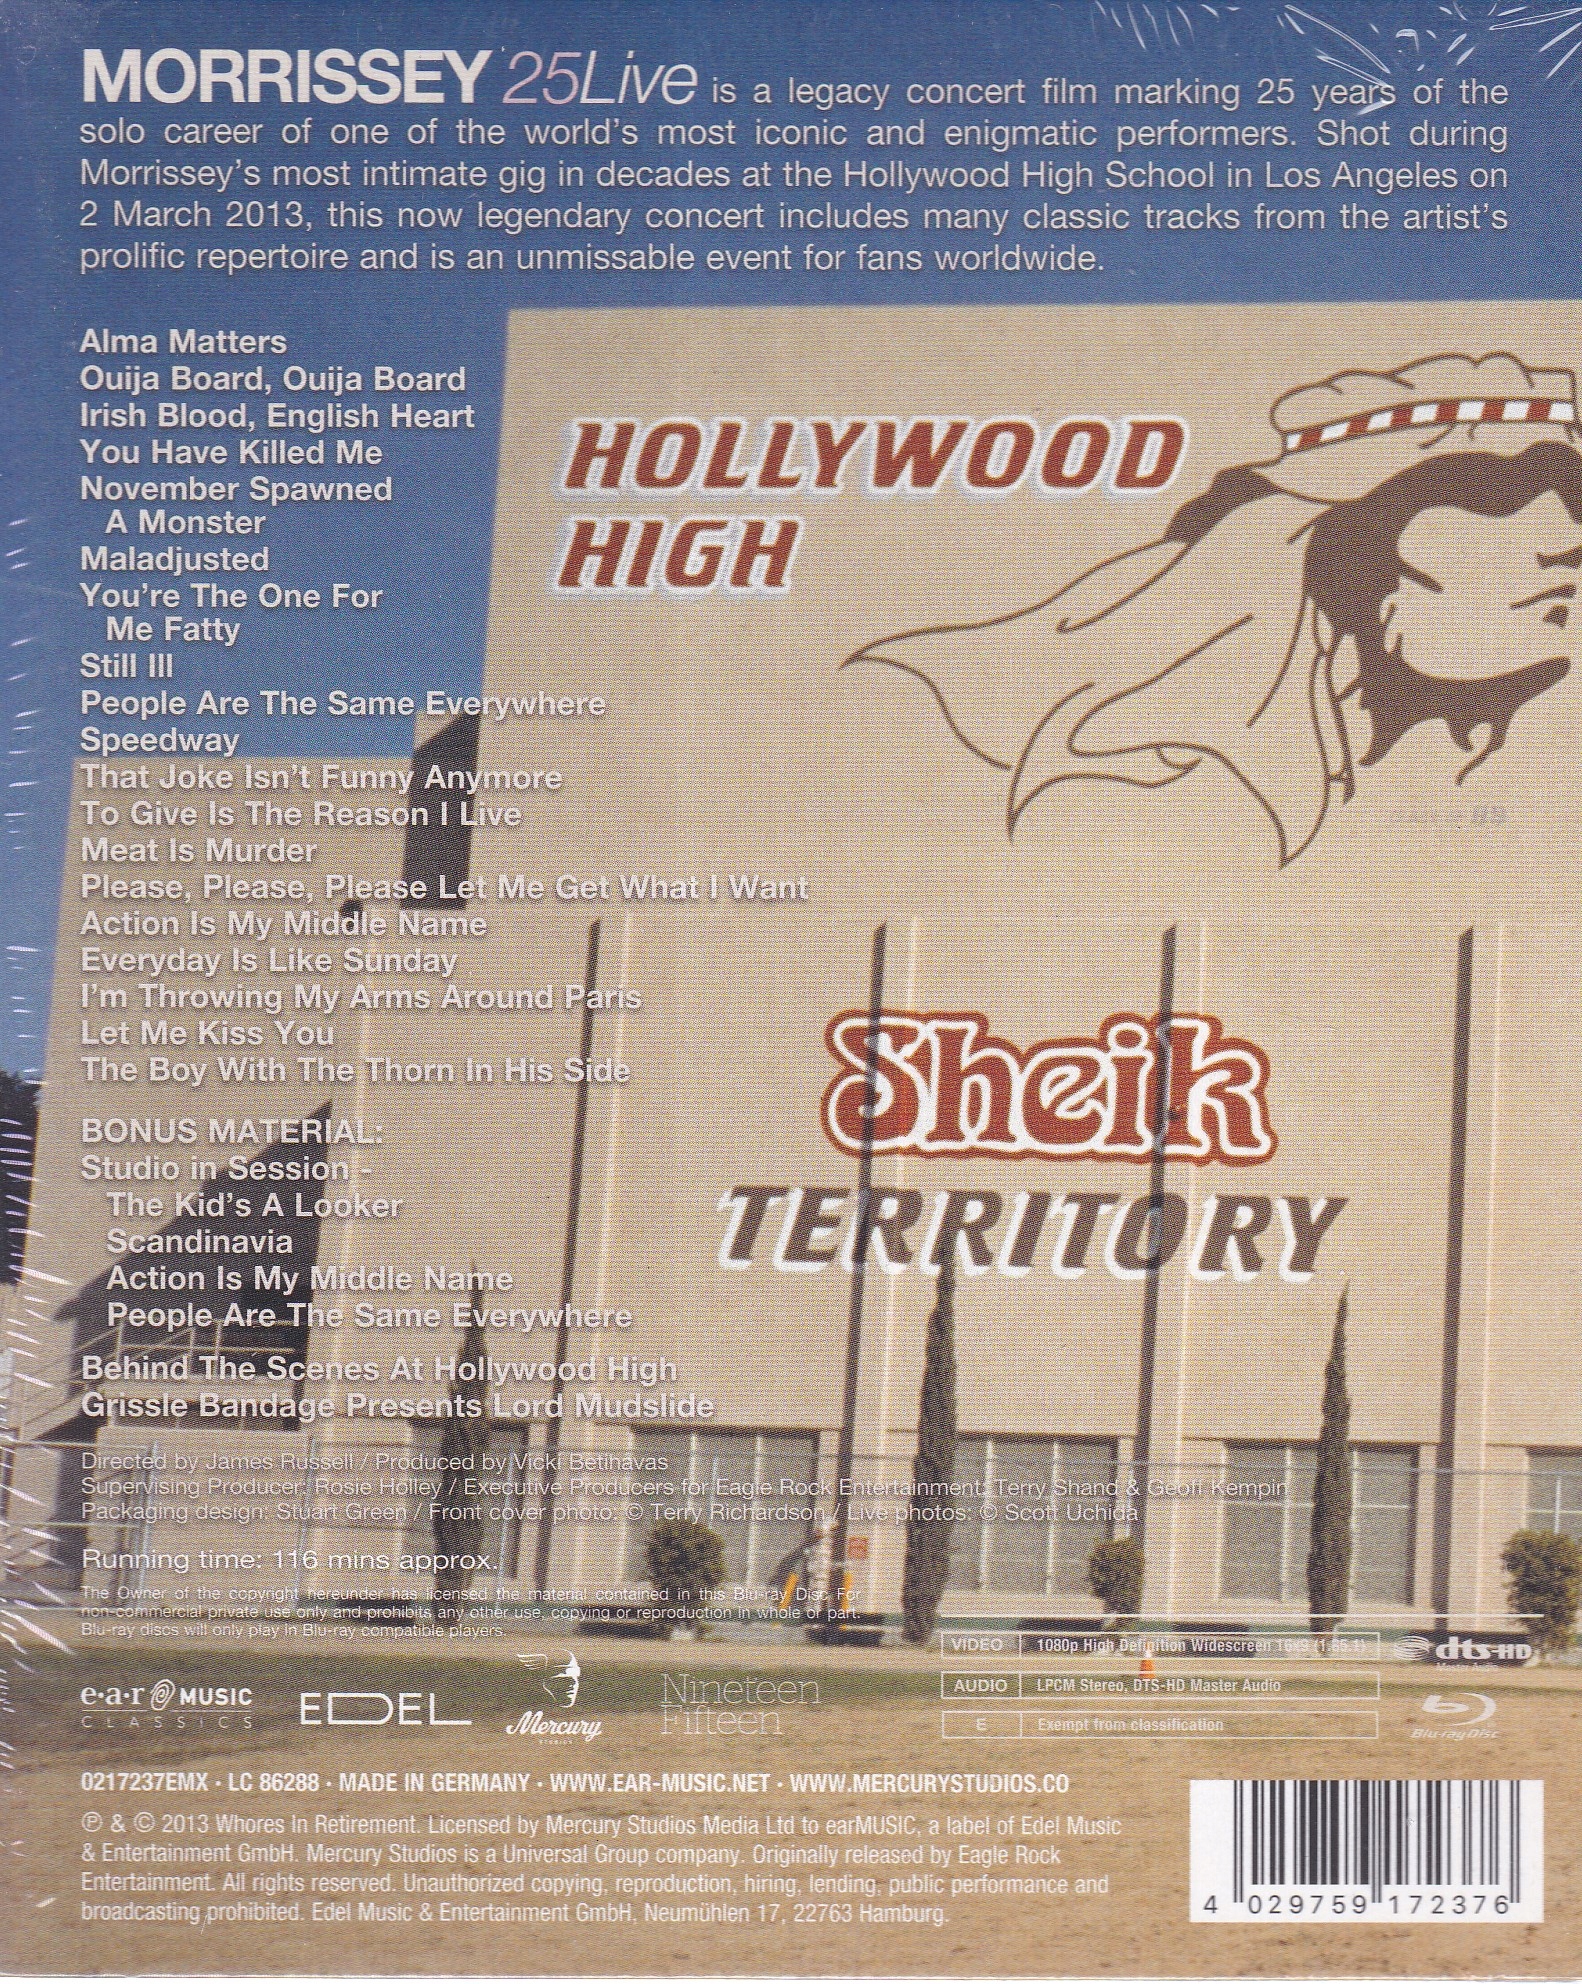 MORRISSEY 25Live is a legacy concert film marking 25 years of the
solo career of one of the world's most iconic and enigmatic performers. Shot during
Morrissey's most intimate gig in decades at the Hollywood High School in Los Angeles on
2 March 2013, this now legendary concert includes many classic tracks from the artist's
prolific repertoire and is an unmissable event for fans worldwide.
Alma Matters
Ouija Board, Ouija Board
Irish Blood, English Heart
You Have Killed Me
November Spawned
A Monster
Maladjusted
You're The One For
Me Fatty
Still Ill
People Are The Same Everywhere
Speedway
That Joke Isn't Funny Anymore
To Give Is The Reason I Live
Meat Is Murder
Please, Please, Please Let Me Get What I Want
Action Is My Middle Name
Everyday Is Like Sunday
I'm Throwing My Arms Around Paris
Let Me Kiss You
The Boy With The Thorn In His Side
HOLLYWOOD
HIGH
Sheik
TERRITORY
BONUS MATERIAL:
Studio in Session -
The Kid's A Looker
Scandinavia
Action Is My Middle Name
People Are The Same Everywhere
Behind The Scenes At Hollywood High
Grissle Bandage Presents Lord Mudslide
Directed by James Russell / Produced by Vicki Betihavas
Supervising Producer: Rosie Holley / Executive Producers for Eagle Rock Entertainment: Terry Shand & Geoff Kempin
Packaging design: Stuart Green / Front cover photo: © Terry Richardson / Live photos: © Scott Uchida
Running time: 116 mins approx.
The Owner of the copyright hereunder has licensed the material contained in this Blu-ray Disc For
non-commercial private use only and prohibits any other use, copying or reproduction in whole or part.
Blu-ray discs will only play in Blu-ray compatible players.
VIDEO 1080p High Definition Widescreen 16x9 (1.85.1)
AUDIO LPCM Stereo, DTS-HD Master Audio
E Exempt from classification
dts-HD
Master Audio
Blu-ray Disc
e·a·r MUSIC
CLASSICS
EDEL
Mercury
STUDIOS
Nineteen
Fifteen
0217237EMX · LC 86288 · MADE IN GERMANY · WWW.EAR-MUSIC.NET · WWW.MERCURYSTUDIOS.CO
℗ & © 2013 Whores In Retirement. Licensed by Mercury Studios Media Ltd to earMUSIC, a label of Edel Music
& Entertainment GmbH. Mercury Studios is a Universal Group company. Originally released by Eagle Rock
Entertainment. All rights reserved. Unauthorized copying, reproduction, hiring, lending, public performance and
broadcasting prohibited. Edel Music & Entertainment GmbH, Neumühlen 17, 22763 Hamburg.
4 029759 172376